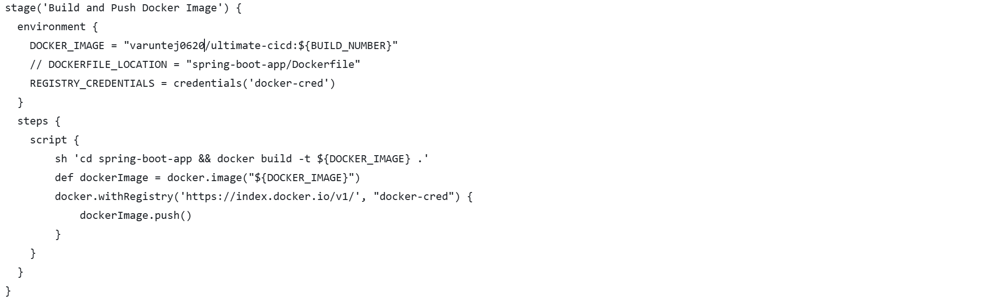 stage('Build and Push Docker Image') {
  environment {
    DOCKER_IMAGE = "varuntej0620/ultimate-cicd:${BUILD_NUMBER}"
    // DOCKERFILE_LOCATION = "spring-boot-app/Dockerfile"
    REGISTRY_CREDENTIALS = credentials('docker-cred')
  }
  steps {
    script {
        sh 'cd spring-boot-app && docker build -t ${DOCKER_IMAGE} .'
        def dockerImage = docker.image("${DOCKER_IMAGE}")
        docker.withRegistry('https://index.docker.io/v1/', "docker-cred") {
            dockerImage.push()
        }
    }
  }
}